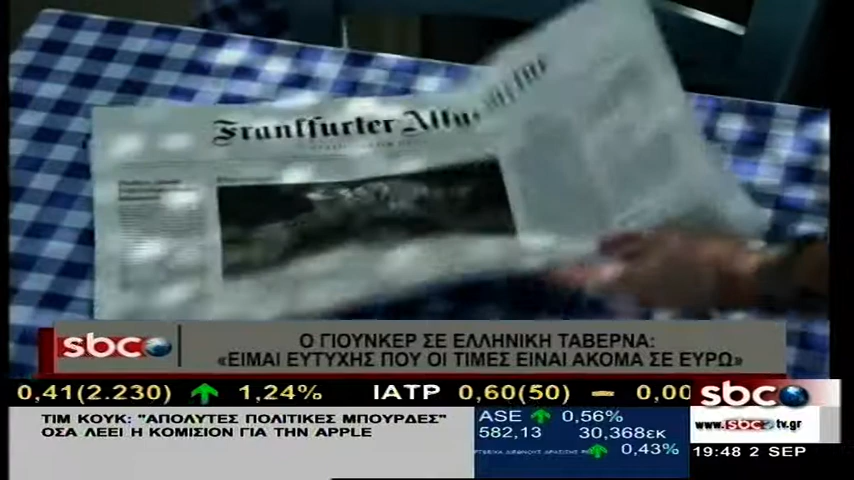 Frankfurter Allg
sbc
Ο ΓΙΟΥΝΚΕΡ ΣΕ ΕΛΛΗΝΙΚΗ ΤΑΒΕΡΝΑ:
«ΕΙΜΑΙ ΕΥΤΥΧΗΣ ΠΟΥ ΟΙ ΤΙΜΕΣ ΕΙΝΑΙ ΑΚΟΜΑ ΣΕ ΕΥΡΩ»
0,41(2.230) 1,24% ΙΑΤΡ 0,60(50) 0,00
sbc
ΤΙΜ ΚΟΥΚ: "ΑΠΟΛΥΤΕΣ ΠΟΛΙΤΙΚΕΣ ΜΠΟΥΡΔΕΣ"
ΟΣΑ ΛΕΕΙ Η ΚΟΜΙΣΙΟΝ ΓΙΑ ΤΗΝ APPLE
ASE 0,56%
582,13 30,368εκ
0,43%
www.sbctv.gr
19:48 2 SEP